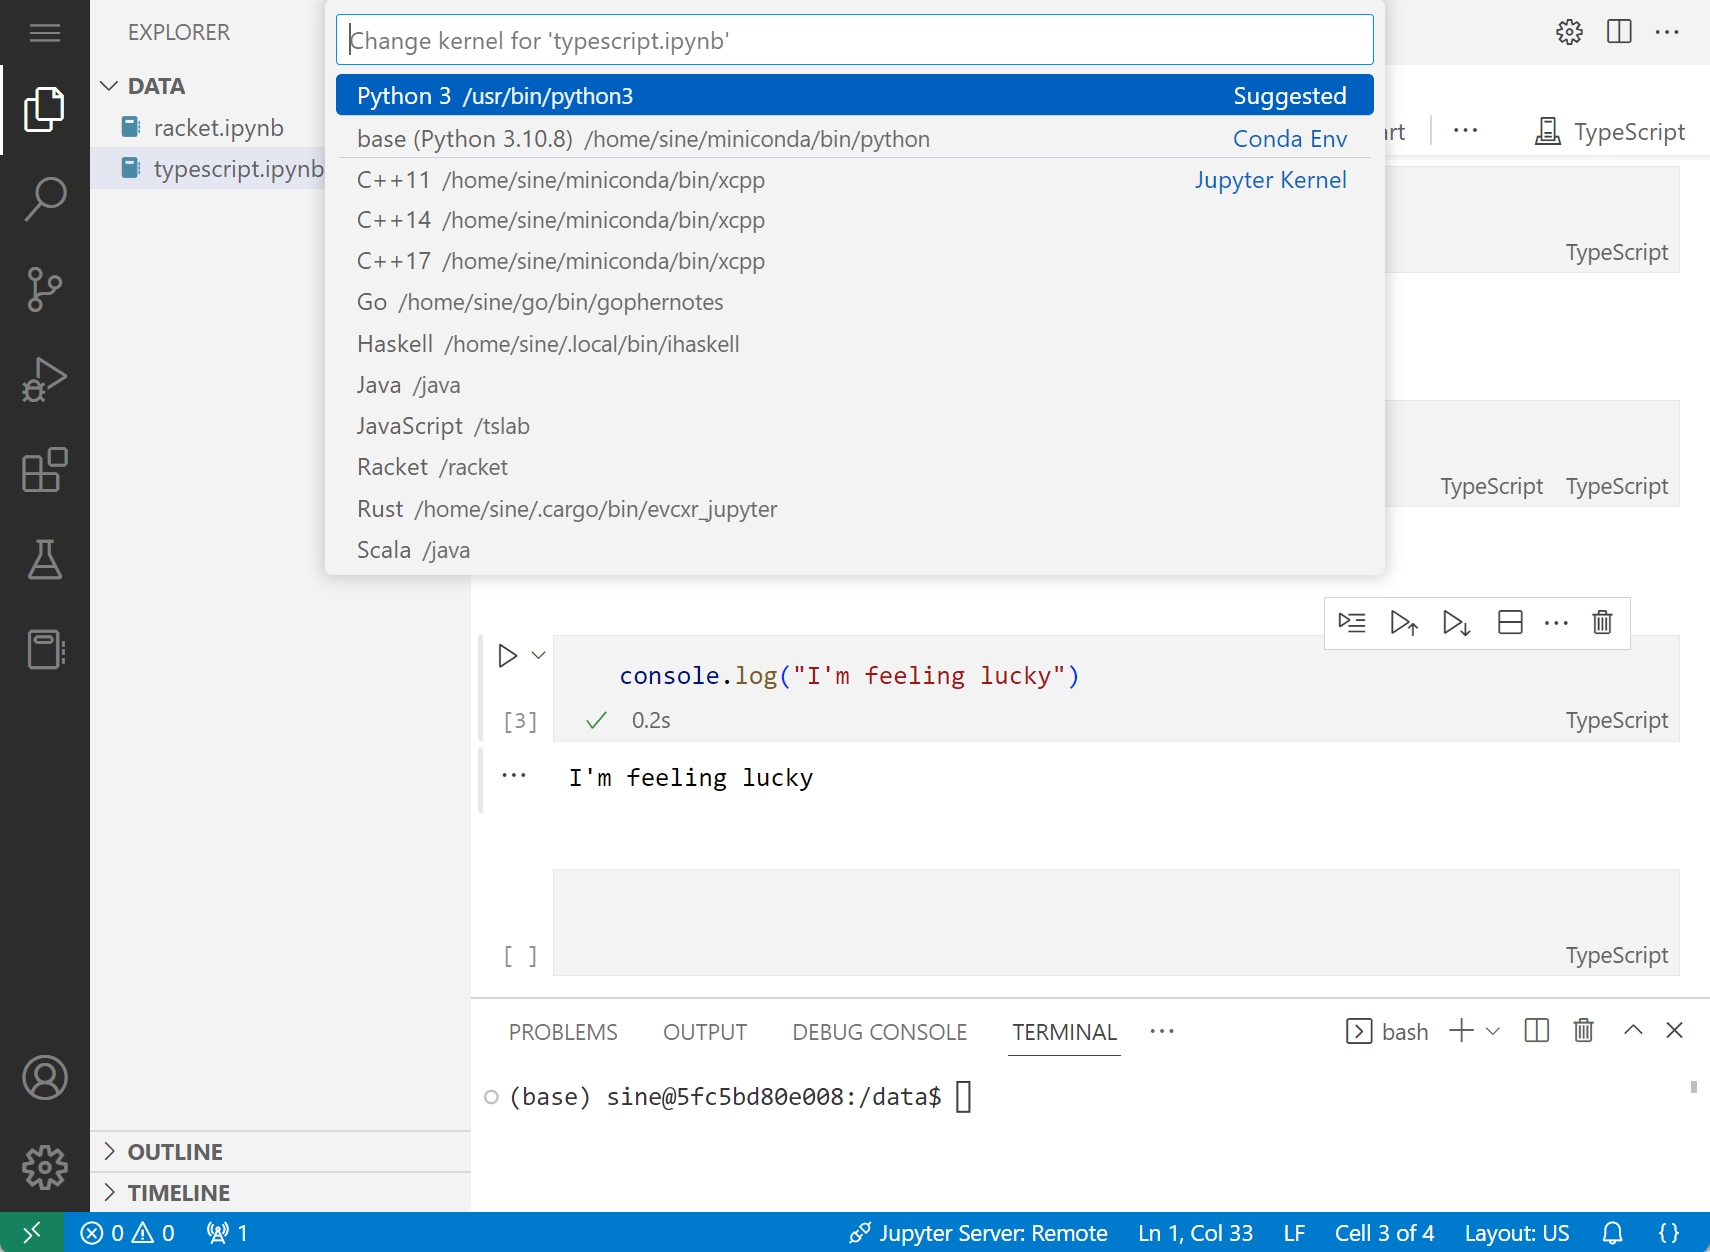 EXPLORER
DATA
racket.ipynb
typescript.ipynb
Change kernel for 'typescript.ipynb'
Python 3 /usr/bin/python3 Suggested
base (Python 3.10.8) /home/sine/miniconda/bin/python Conda Env
C++11 /home/sine/miniconda/bin/xcpp Jupyter Kernel
C++14 /home/sine/miniconda/bin/xcpp
C++17 /home/sine/miniconda/bin/xcpp
Go /home/sine/go/bin/gophernotes
Haskell /home/sine/.local/bin/ihaskell
Java /java
JavaScript /tslab
Racket /racket
Rust /home/sine/.cargo/bin/evcxr_jupyter
Scala /java
TypeScript
TypeScript
TypeScript TypeScript
console.log("I'm feeling lucky")
[3] 0.2s TypeScript
I'm feeling lucky
[ ] TypeScript
PROBLEMS OUTPUT DEBUG CONSOLE TERMINAL bash
(base) sine@5fc5bd80e008:/data$
OUTLINE
TIMELINE
0 0 1 Jupyter Server: Remote Ln 1, Col 33 LF Cell 3 of 4 Layout: US {}